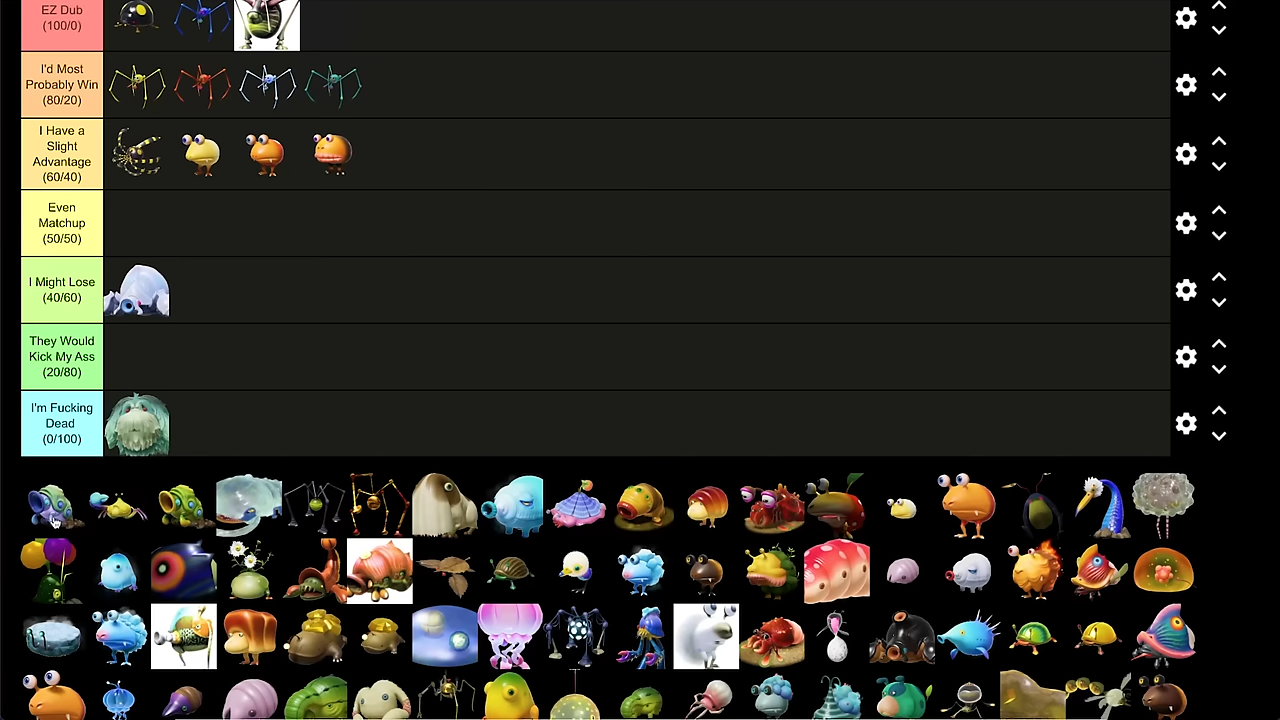 EZ Dub
(100/0)
I'd Most
Probably Win
(80/20)
I Have a
Slight
Advantage
(60/40)
Even
Matchup
(50/50)
I Might Lose
(40/60)
They Would
Kick My Ass
(20/80)
I'm Fucking
Dead
(0/100)